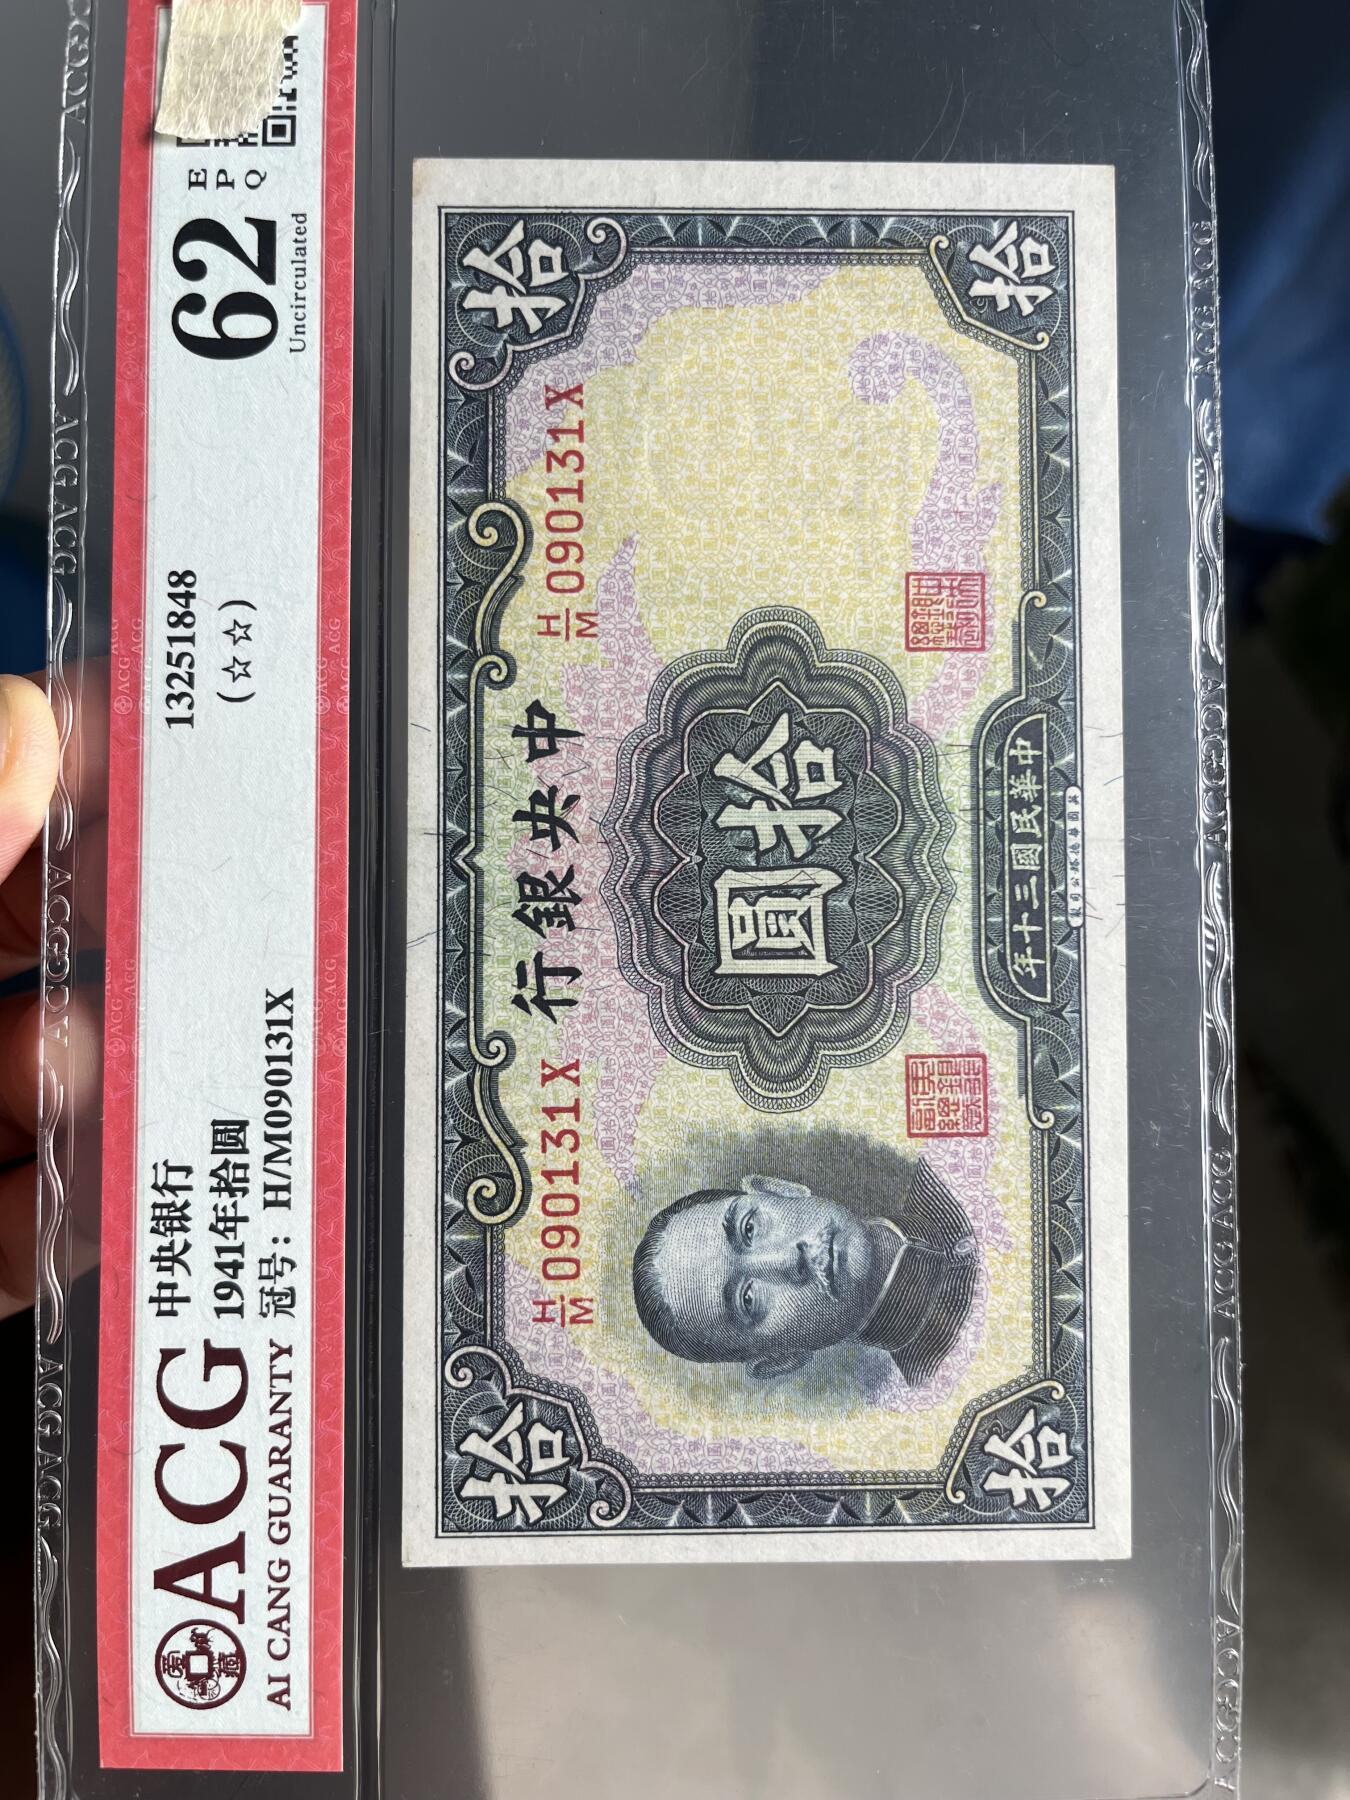 ACG
AI CANG GUARANTY
中央银行
1941年拾圆
冠号：H/M090131X
13251848
(☆☆)
62
EPQ
Uncirculated
拾
拾
中央銀行
H/M 090131X
H/M 090131X
拾圓
中華民國三十年
拾
拾